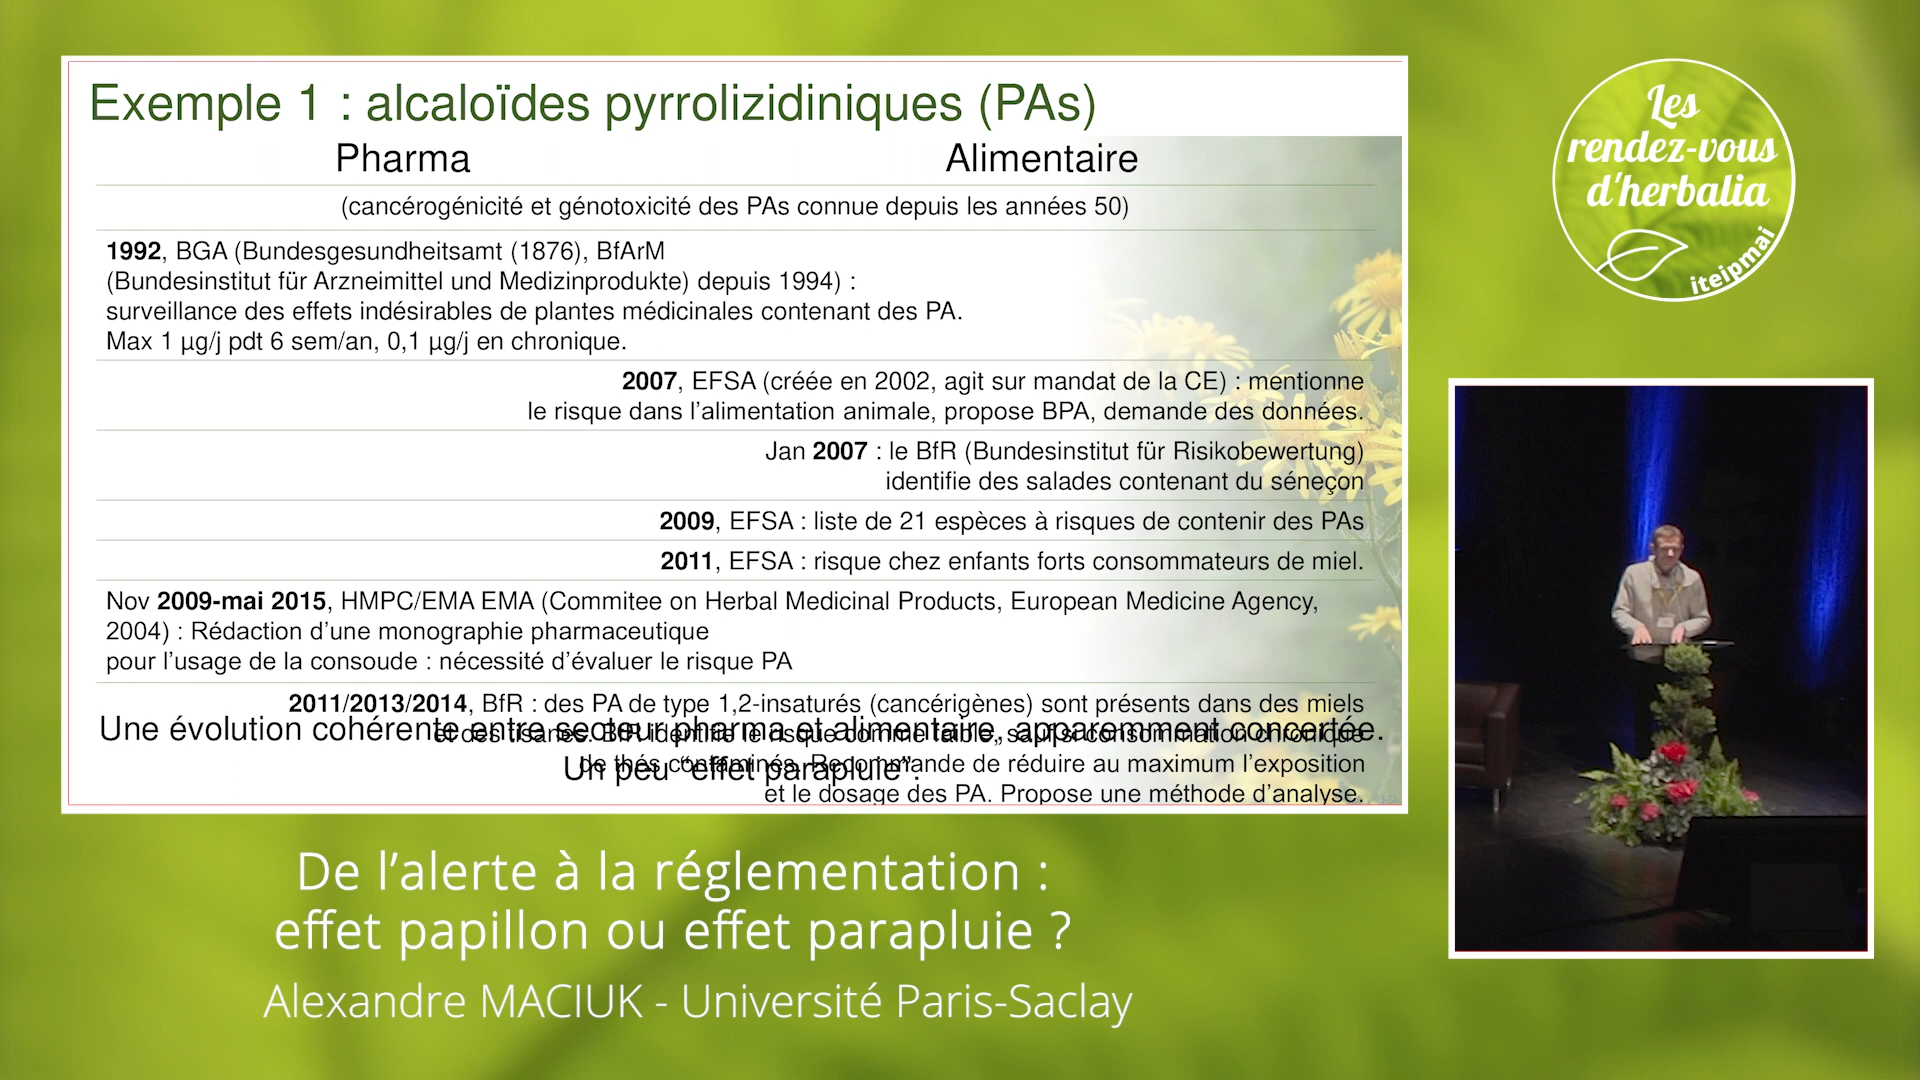 Exemple 1 : alcaloïdes pyrrolizidiniques (PAs)
Pharma
Alimentaire
(cancérogénicité et génotoxicité des PAs connue depuis les années 50)
1992, BGA (Bundesgesundheitsamt (1876), BfArM
(Bundesinstitut für Arzneimittel und Medizinprodukte) depuis 1994) :
surveillance des effets indésirables de plantes médicinales contenant des PA.
Max 1 µg/j pdt 6 sem/an, 0,1 µg/j en chronique.
2007, EFSA (créée en 2002, agit sur mandat de la CE) : mentionne
le risque dans l’alimentation animale, propose BPA, demande des données.
Jan 2007 : le BfR (Bundesinstitut für Risikobewertung)
identifie des salades contenant du séneçon
2009, EFSA : liste de 21 espèces à risques de contenir des PAs
2011, EFSA : risque chez enfants forts consommateurs de miel.
Nov 2009-mai 2015, HMPC/EMA EMA (Commitee on Herbal Medicinal Products, European Medicine Agency,
2004) : Rédaction d’une monographie pharmaceutique
pour l’usage de la consoude : nécessité d’évaluer le risque PA
2011/2013/2014, BfR : des PA de type 1,2-insaturés (cancérigènes) sont présents dans des miels
Une évolution cohérente entre secteur pharma et alimentaire, apparemment concertée.
et des tisanes. BfR identifie le risque comme faible, sauf si consommation chronique
Un peu “effet parapluie”.
de thés contaminés. Recommande de réduire au maximum l’exposition
et le dosage des PA. Propose une méthode d’analyse.
Les
rendez-vous
d'herbalia
iteipmai
De l’alerte à la réglementation :
effet papillon ou effet parapluie ?
Alexandre MACIUK - Université Paris-Saclay